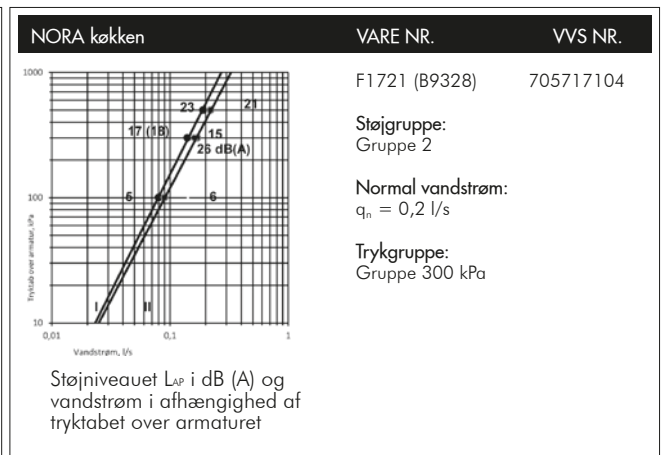 NORA køkken VARE NR. VVS NR.
F1721 (B9328) 705717104
Støjgruppe:
Gruppe 2
Normal vandstrøm:
qₙ = 0,2 l/s
Trykgruppe:
Gruppe 300 kPa
1000
100
10
Tryktab over armatur, kPa
23 21
17 (18) 15
26 dB(A)
5 6
I II
0,01 0,1 1
Vandstrøm, l/s
Støjniveauet LAP i dB (A) og
vandstrøm i afhængighed af
tryktabet over armaturet